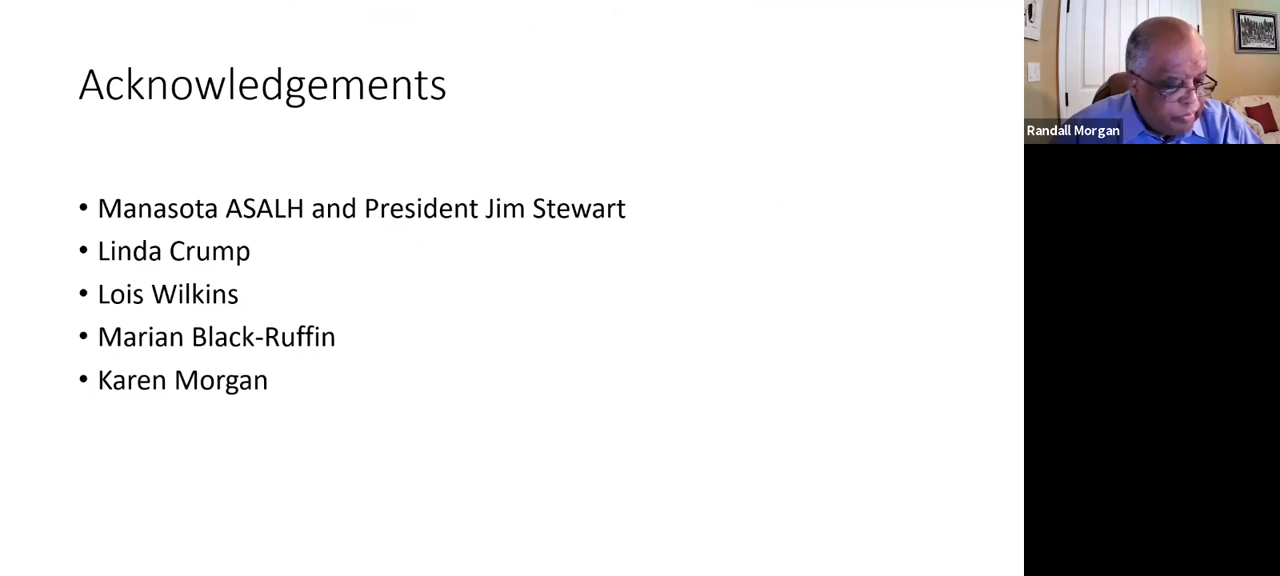 Acknowledgements
• Manasota ASALH and President Jim Stewart
• Linda Crump
• Lois Wilkins
• Marian Black-Ruffin
• Karen Morgan
Randall Morgan